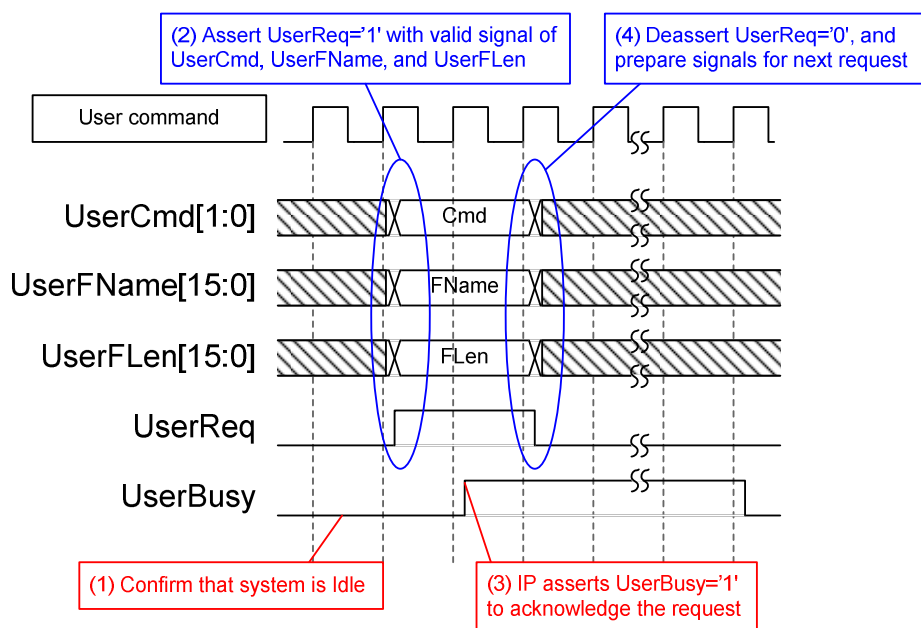 (2) Assert UserReq='1' with valid signal of
UserCmd, UserFName, and UserFLen
(4) Deassert UserReq='0', and
prepare signals for next request
User command
UserCmd[1:0]
Cmd
UserFName[15:0]
FName
UserFLen[15:0]
FLen
UserReq
UserBusy
(1) Confirm that system is Idle
(3) IP asserts UserBusy='1'
to acknowledge the request